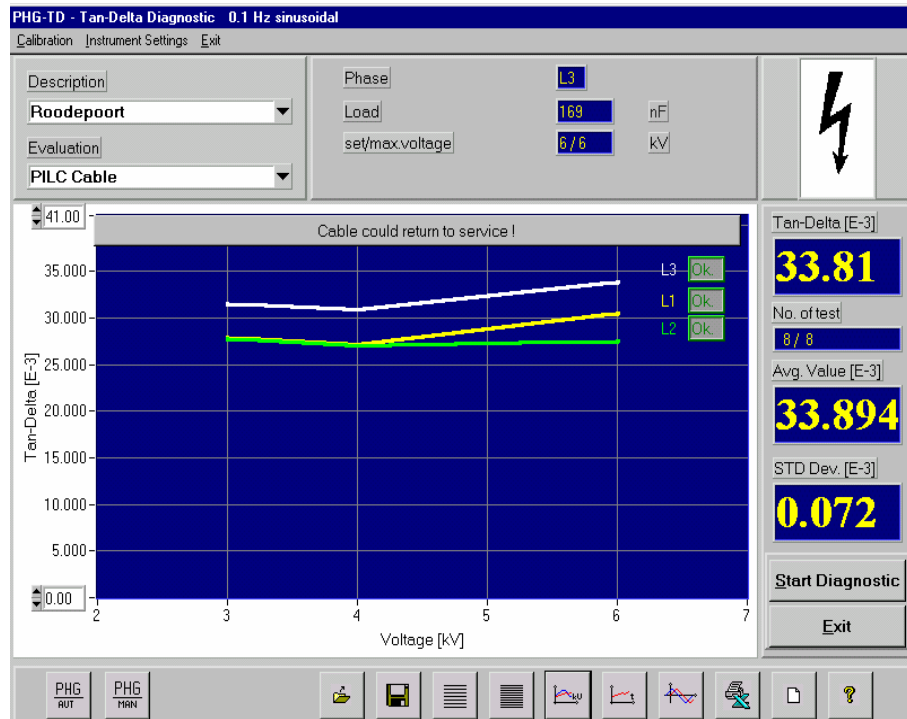 PHG-TD - Tan-Delta Diagnostic 0.1 Hz sinusoidal
Calibration Instrument Settings Exit
Description
Roodepoort
Evaluation
PILC Cable
Phase L3
Load 169 nF
set/max.voltage 6/6 kV
41.00
Cable could return to service !
35.000
30.000
25.000
20.000
15.000
10.000
5.000
0.00
Tan-Delta [E-3]
L3 Ok.
L1 Ok.
L2 Ok.
2 3 4 5 6 7
Voltage [kV]
Tan-Delta [E-3]
33.81
No. of test
8 / 8
Avg. Value [E-3]
33.894
STD Dev. [E-3]
0.072
Start Diagnostic
Exit
PHG
AUT
PHG
MAN
kU
t
X
?